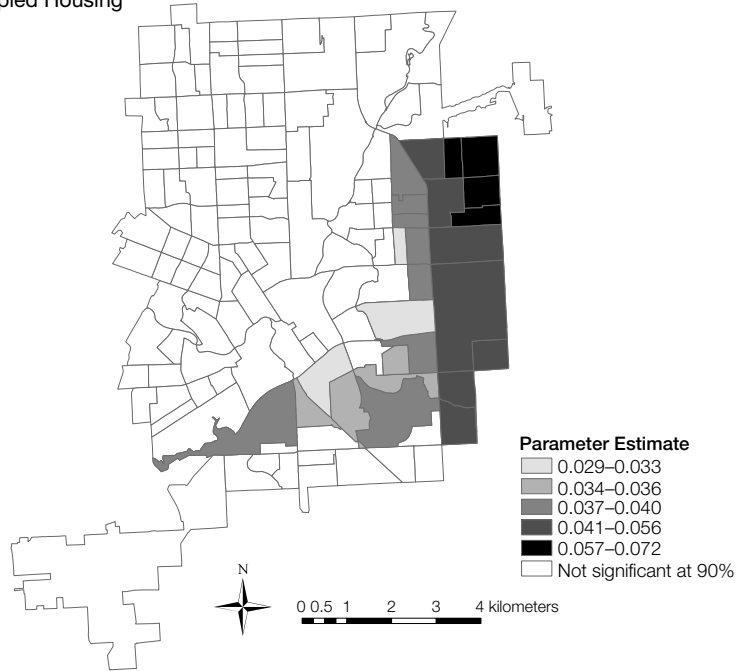 Housing
Parameter Estimate
0.029–0.033
0.034–0.036
0.037–0.040
0.041–0.056
0.057–0.072
Not significant at 90%
N
0 0.5 1 2 3 4 kilometers